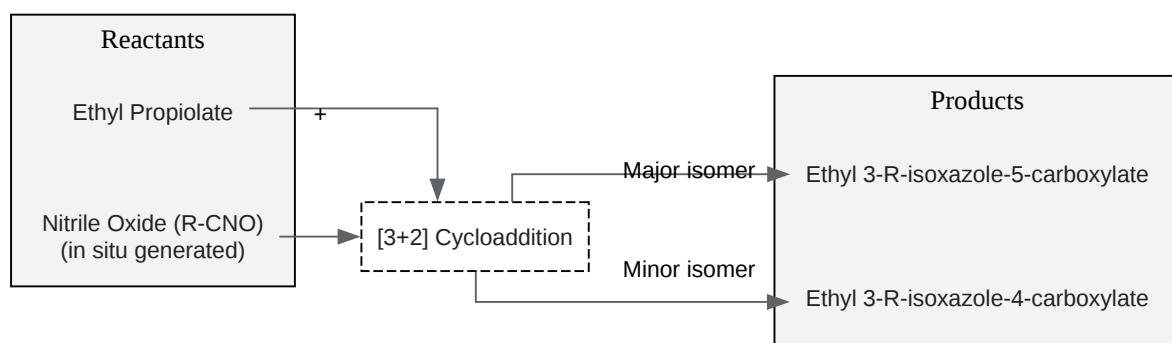 Reactants
Ethyl Propiolate
+
Nitrile Oxide (R-CNO)
(in situ generated)
[3+2] Cycloaddition
Major isomer
Minor isomer
Products
Ethyl 3-R-isoxazole-5-carboxylate
Ethyl 3-R-isoxazole-4-carboxylate